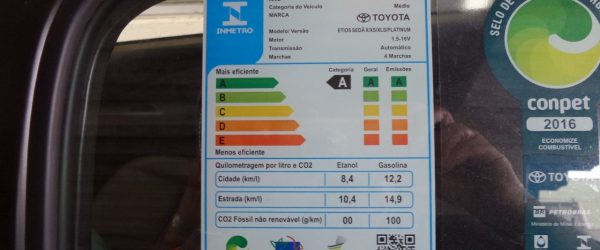 Categoria do Veículo Médio
MARCA TOYOTA
INMETRO
Modelo/ Versão ETIOS SEDÃ X/XS/XLS/PLATINUM
Motor 1.5-16V
Transmissão Automático
Marchas 4 Marchas
Mais eficiente Categoria Geral Emissões
A A A A
B
C
D
E
Menos eficiente
Quilometragem por litro e CO2 Etanol Gasolina
Cidade (km/l) 8,4 12,2
Estrada (km/l) 10,4 14,9
CO2 Fóssil não renovável (g/km) 00 100
SELO DE
conpet
2016
ECONOMIZE
COMBUSTÍVEL
TOYOTA
PETROBRAS